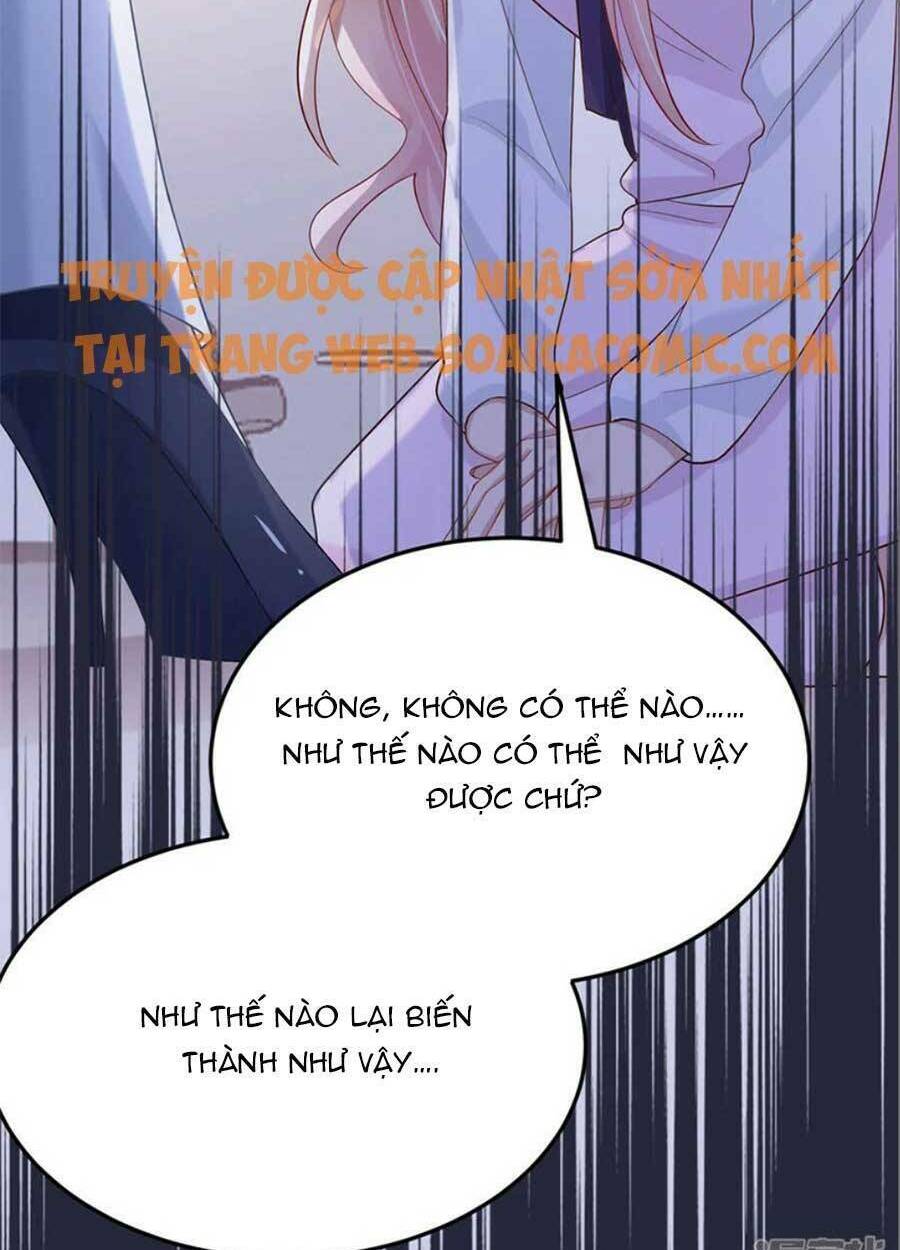 TRUYỆN ĐƯỢC CẬP NHẬT SỚM NHẤT
TẠI TRANG WEB SOAICACOMIC.COM
KHÔNG, KHÔNG CÓ THỂ NÀO......
NHƯ THẾ NÀO CÓ THỂ NHƯ VẬY
ĐƯỢC CHỨ?
NHƯ THẾ NÀO LẠI BIẾN
THÀNH NHƯ VẬY....